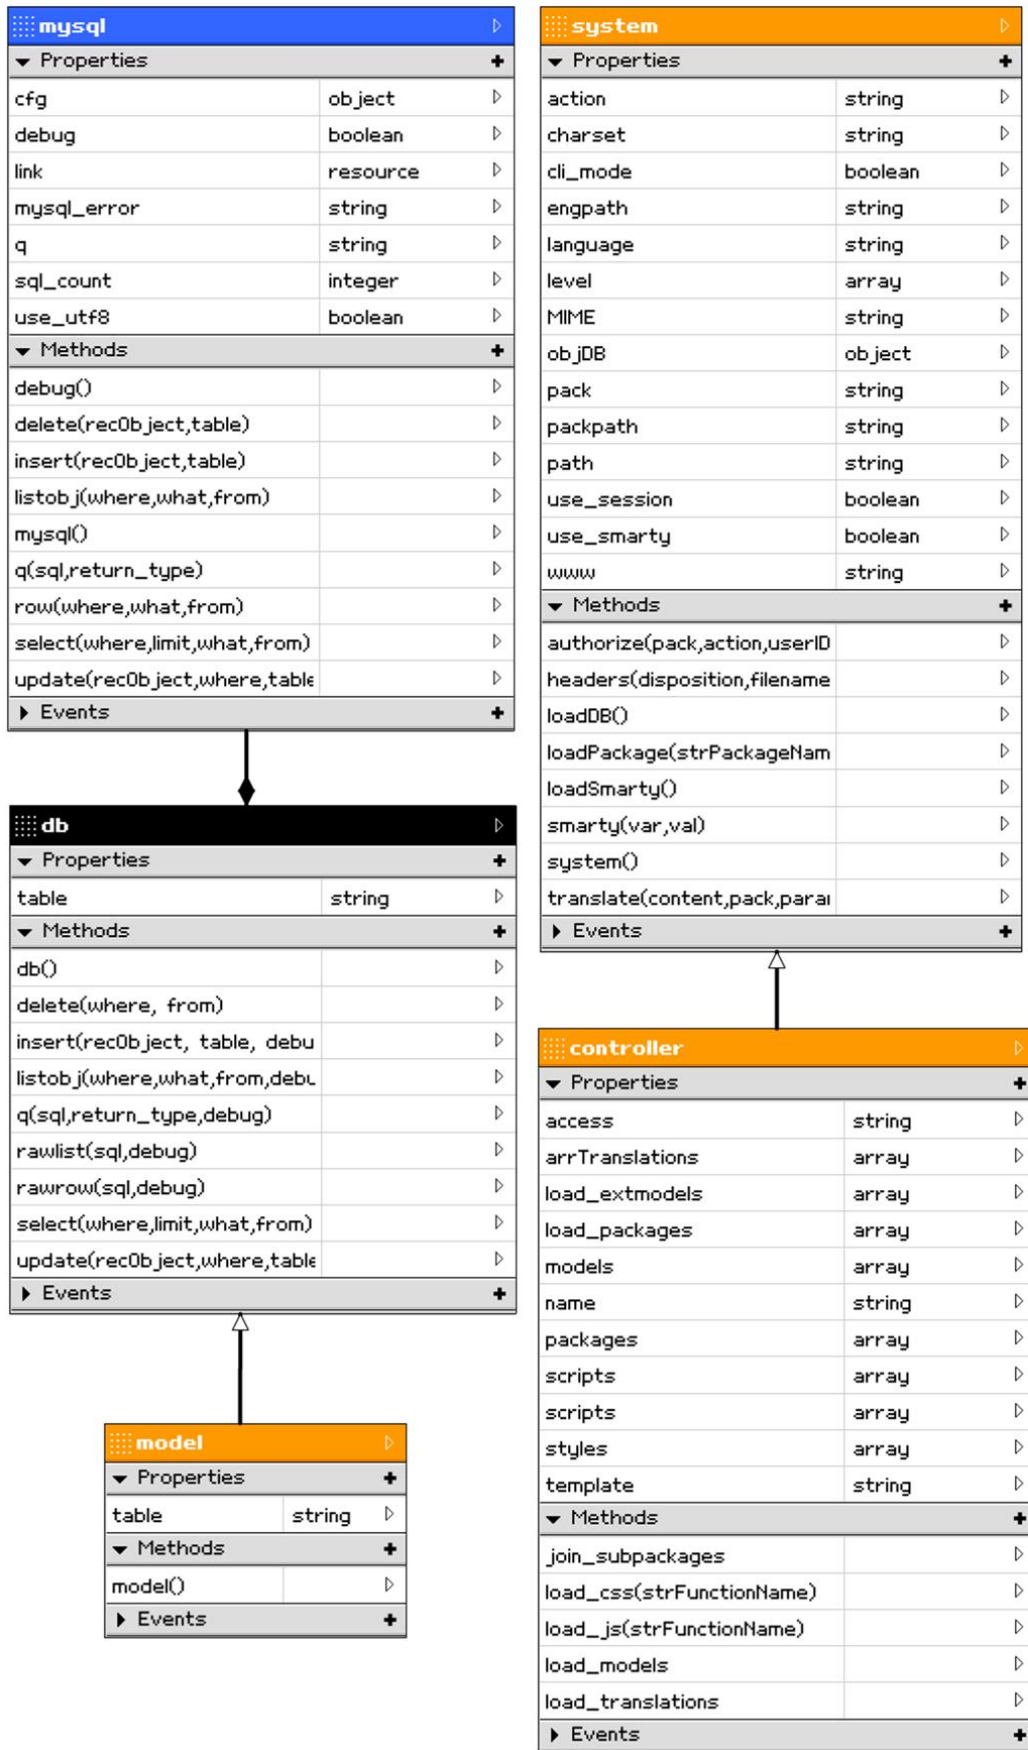 mysql
Properties
cfg object
debug boolean
link resource
mysql_error string
q string
sql_count integer
use_utf8 boolean
Methods
debug()
delete(recObject,table)
insert(recObject,table)
listobj(where,what,from)
mysql()
q(sql,return_type)
row(where,what,from)
select(where,limit,what,from)
update(recObject,where,table
Events
db
Properties
table string
Methods
db()
delete(where, from)
insert(recObject, table, debu
listobj(where,what,from,debu
q(sql,return_type,debug)
rawlist(sql,debug)
rawrow(sql,debug)
select(where,limit,what,from)
update(recObject,where,table
Events
model
Properties
table string
Methods
model()
Events
system
Properties
action string
charset string
cli_mode boolean
engpath string
language string
level array
MIME string
objDB object
pack string
packpath string
path string
use_session boolean
use_smarty boolean
www string
Methods
authorize(pack,action,userID
headers(disposition,filename
loadDB()
loadPackage(strPackageNam
loadSmarty()
smarty(var,val)
system()
translate(content,pack,parai
Events
controller
Properties
access string
arrTranslations array
load_extmodels array
load_packages array
models array
name string
packages array
scripts array
scripts array
styles array
template string
Methods
join_subpackages
load_css(strFunctionName)
load_js(strFunctionName)
load_models
load_translations
Events